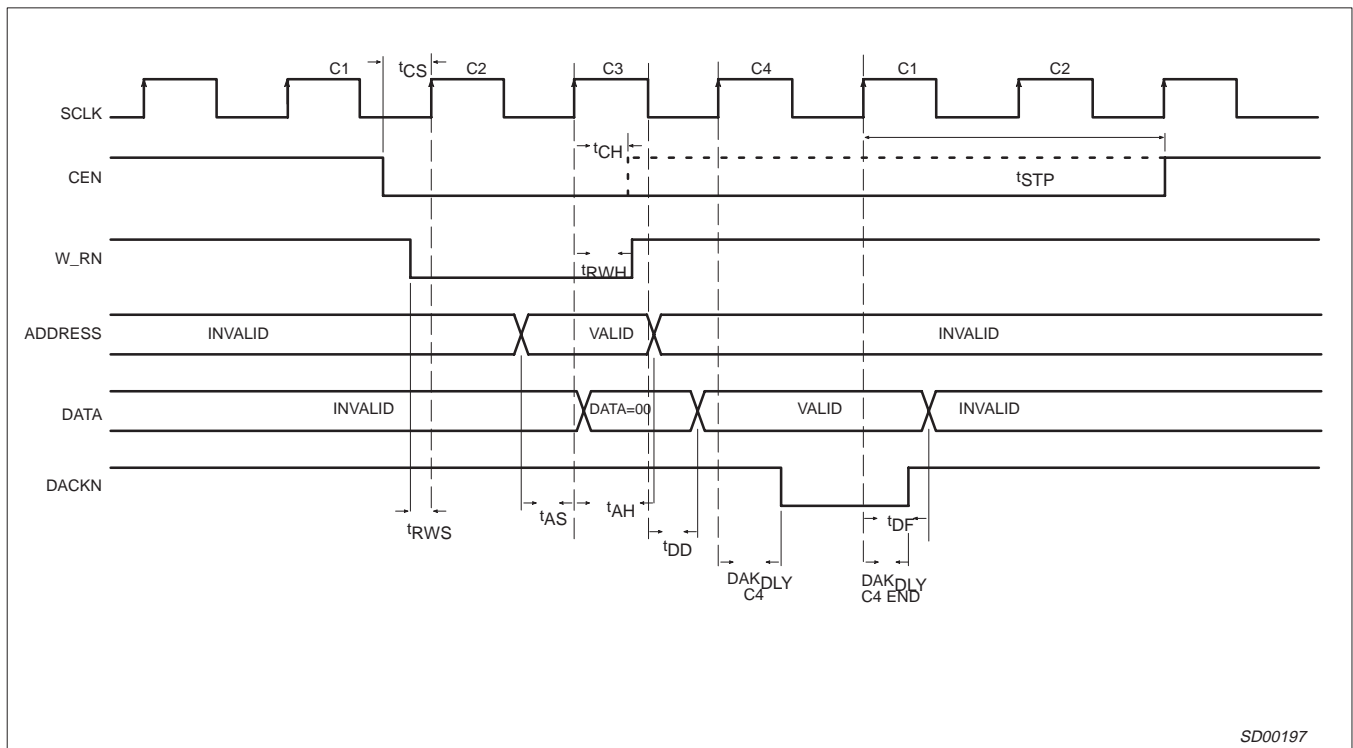 C1 tCS C2 C3 C4 C1 C2
SCLK
tCH
CEN
tSTP
W_RN
tRWH
ADDRESS INVALID VALID INVALID
DATA INVALID DATA=00 VALID INVALID
DACKN
tRWS tAS tAH tDD tDF
DAKDLY
C4
DAKDLY
C4 END
SD00197